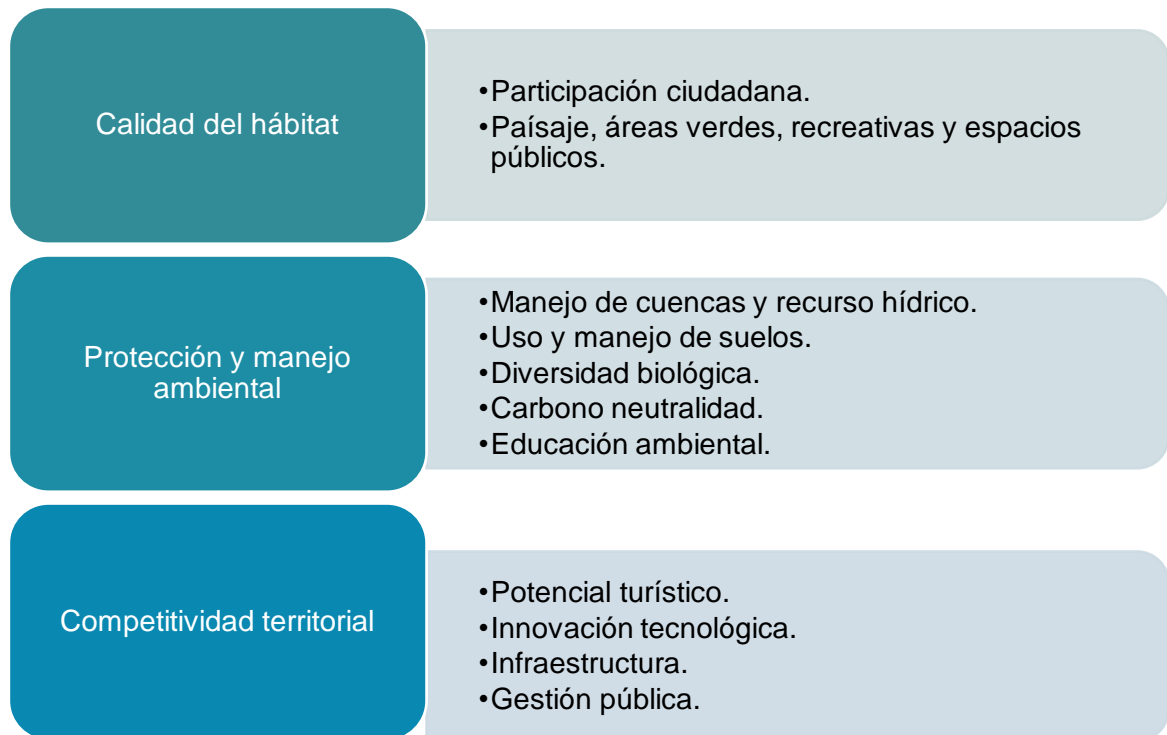 Calidad del hábitat
•Participación ciudadana.
•Países, áreas verdes, recreativas y espacios
públicos.
Protección y manejo
ambiental
•Manejo de cuencas y recurso hídrico.
•Uso y manejo de suelos.
•Diversidad biológica.
•Carbono neutralidad.
•Educación ambiental.
Competitividad territorial
•Potencial turístico.
•Innovación tecnológica.
•Infraestructura.
•Gestión pública.